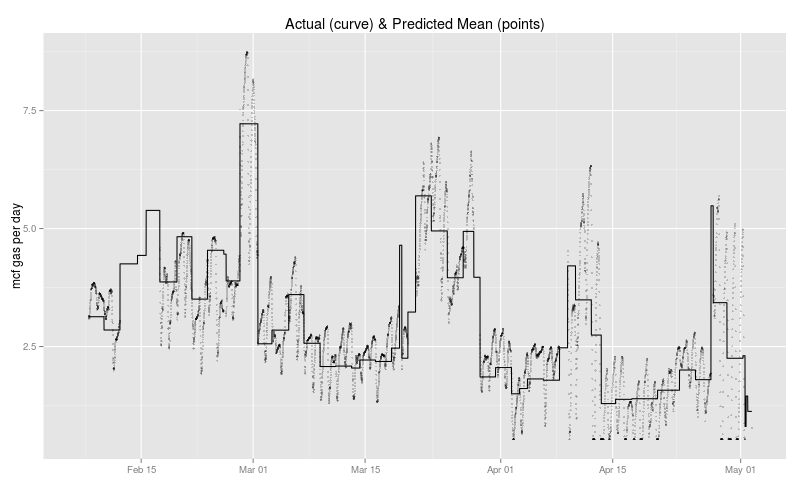 Actual (curve) & Predicted Mean (points)
mcf gas per day
7.5
5.0
2.5
Feb 15
Mar 01
Mar 15
Apr 01
Apr 15
May 01